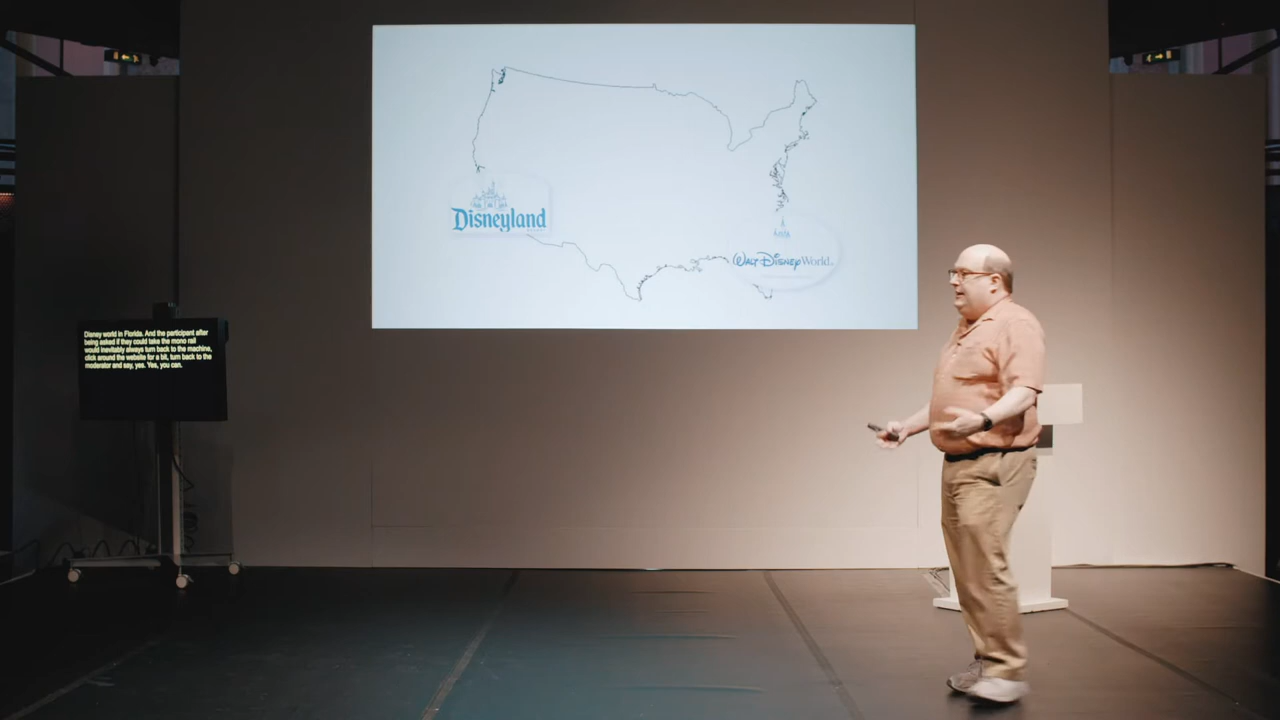 Disneyland
Walt Disney World
Disney world in Florida. And the participant after
being asked if they could take the mono rail
would inevitably always turn back to the machine,
click around the website for a bit, turn back to the
moderator and say, yes. Yes, you can.